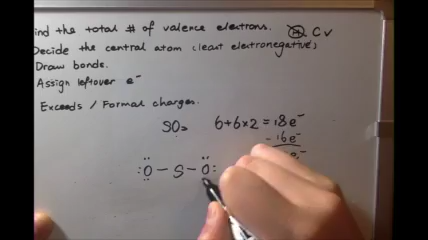 ind the total # of valence electrons. H C v
Decide the central atom (least electronegative)
Draw bonds.
Assign leftover e⁻
Exceeds / Formal charges.
SO₂ 6+6×2 = 18e⁻
- 16e⁻
e⁻
:O - S - O: